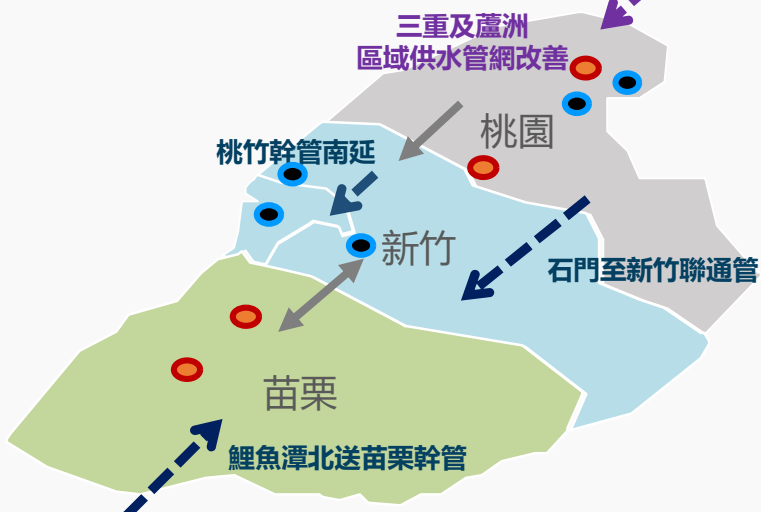 三重及蘆洲
區域供水管網改善
桃園
桃竹幹管南延
新竹
石門至新竹聯通管
苗栗
鯉魚潭北送苗栗幹管